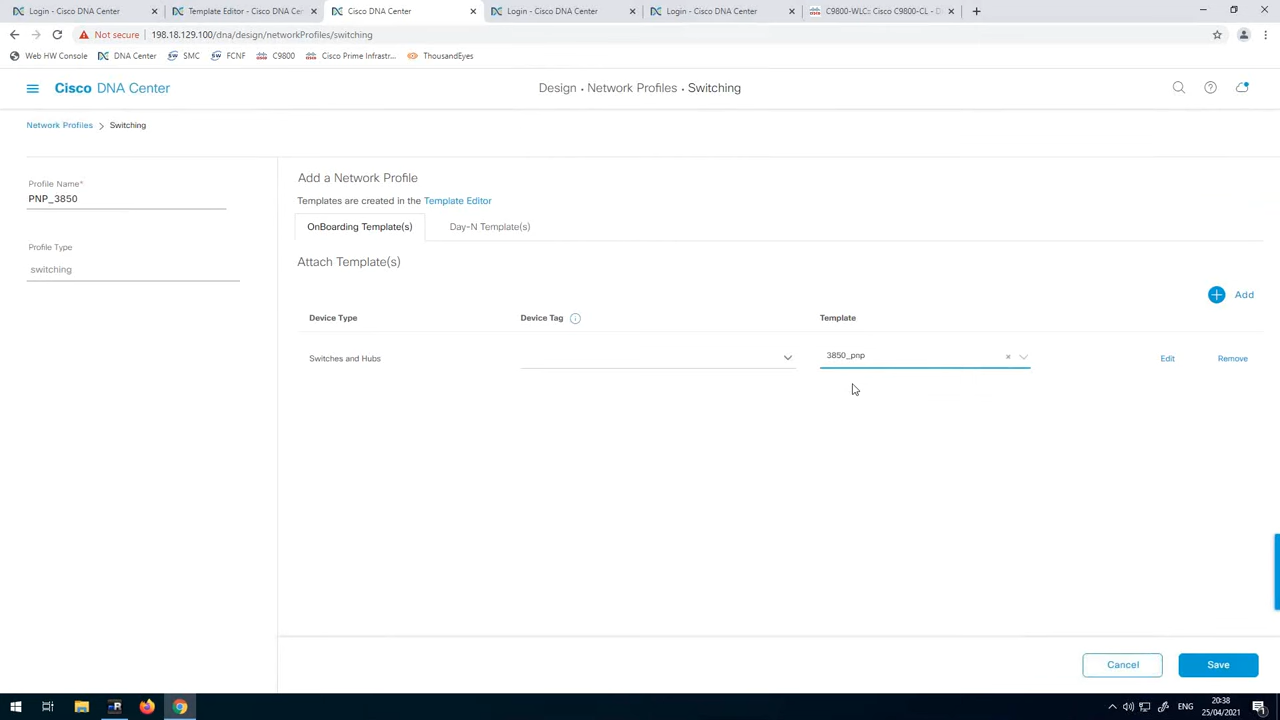 Login - Cisco DNA Center
Template Editor - Cisco DNA Cen
Cisco DNA Center
Login - Cisco DNA Center
Login - Cisco DNA Center
C9800-WLC= Cisco C9800-CL - Di
Not secure
198.18.129.100/dna/design/networkProfiles/switching
Web HW Console
DNA Center
SMC
FCNF
C9800
Cisco Prime Infrastr...
ThousandEyes
Cisco DNA Center
Design • Network Profiles • Switching
Network Profiles > Switching
Profile Name*
PNP_3850
Profile Type
switching
Add a Network Profile
Templates are created in the Template Editor
OnBoarding Template(s)
Day-N Template(s)
Attach Template(s)
Add
Device Type
Device Tag
Template
Switches and Hubs
3850_pnp
Edit
Remove
Cancel
Save
ENG
20:38
25/04/2021